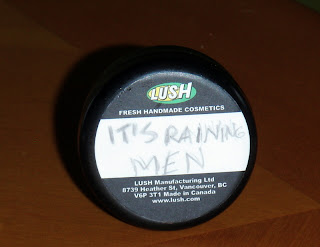 LUSH
FRESH HANDMADE COSMETICS
IT'S RAINING
MEN
LUSH Manufacturing Ltd
8739 Heather St, Vancouver, BC
V6P 3T1 Made in Canada
www.lush.com